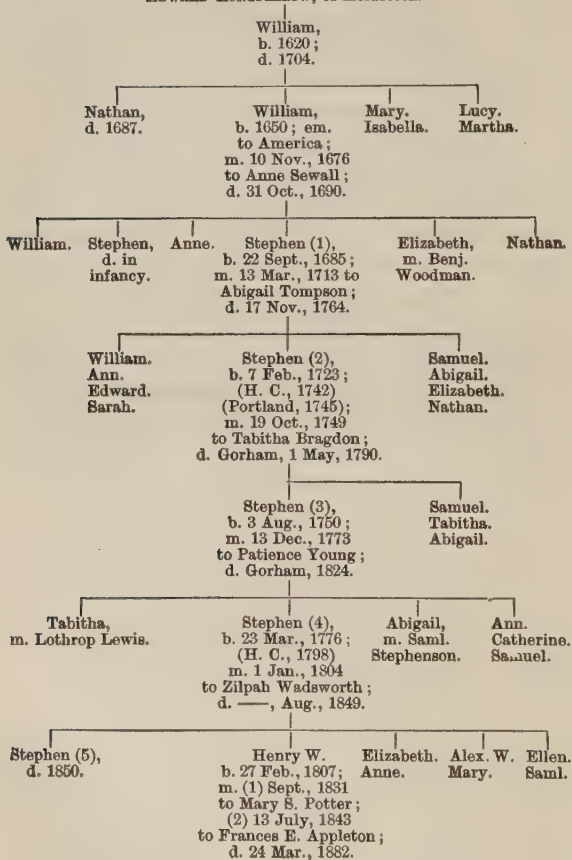 William,
b. 1620;
d. 1704.
Nathan,
d. 1687.
William,
b. 1650; em.
to America;
m. 10 Nov., 1676
to Anne Sewall;
d. 31 Oct., 1690.
Mary.
Isabella.
Lucy.
Martha.
William.
Stephen,
d. in
infancy.
Anne.
Stephen (1),
b. 22 Sept., 1685;
m. 13 Mar., 1713 to
Abigail Tompson;
d. 17 Nov., 1764.
Elizabeth,
m. Benj.
Woodman.
Nathan.
William.
Ann.
Edward.
Sarah.
Stephen (2),
b. 7 Feb., 1723;
(H. C., 1742)
(Portland, 1745);
m. 19 Oct., 1749
to Tabitha Bragdon;
d. Gorham, 1 May, 1790.
Samuel.
Abigail.
Elizabeth.
Nathan.
Stephen (3),
b. 3 Aug., 1750;
m. 13 Dec., 1773
to Patience Young;
d. Gorham, 1824.
Samuel.
Tabitha.
Abigail.
Tabitha,
m. Lothrop Lewis.
Stephen (4),
b. 23 Mar., 1776;
(H. C., 1798)
m. 1 Jan., 1804
to Zilpah Wadsworth;
d. ——, Aug., 1849.
Abigail,
m. Saml.
Stephenson.
Ann.
Catherine.
Samuel.
Stephen (5),
d. 1850.
Henry W.
b. 27 Feb., 1807;
m. (1) Sept., 1831
to Mary S. Potter;
(2) 13 July, 1843
to Frances E. Appleton;
d. 24 Mar., 1882.
Elizabeth.
Anne.
Alex. W.
Mary.
Ellen.
Saml.